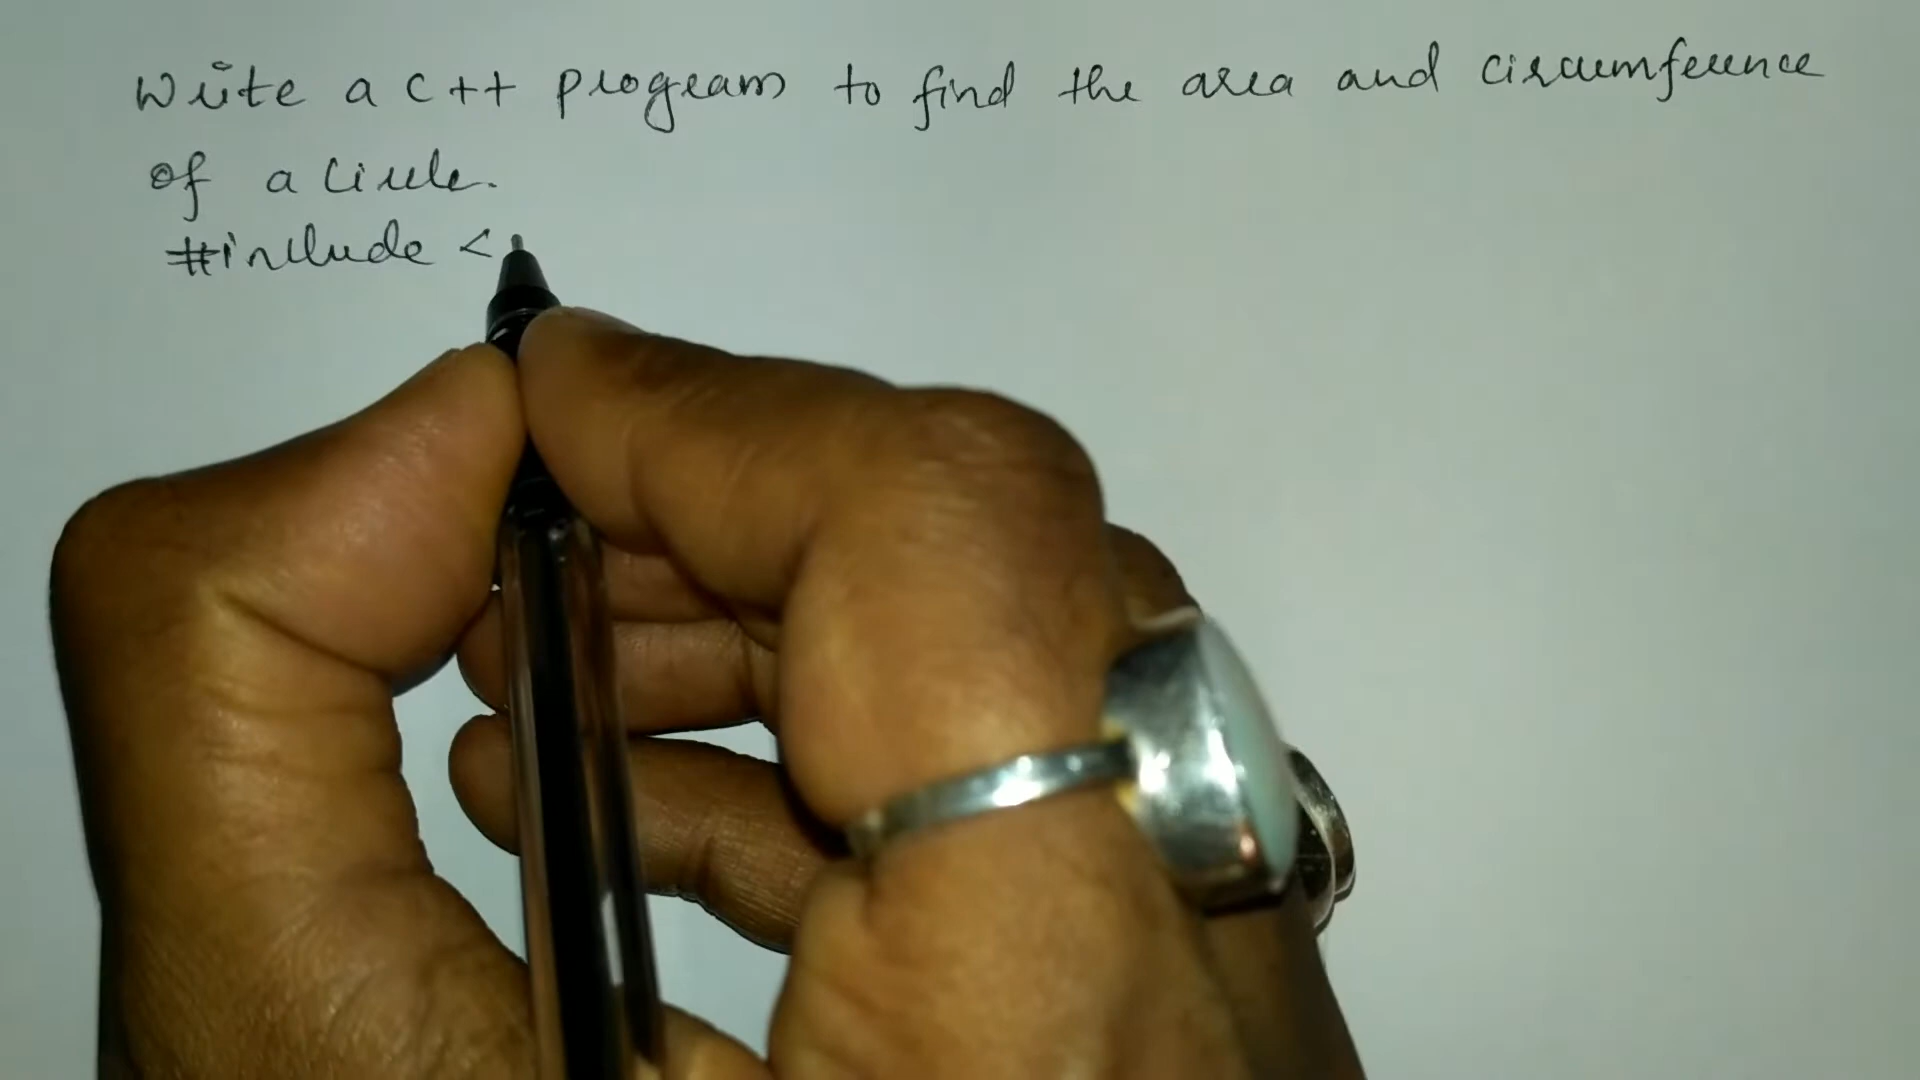 Write a C++ program to find the area and circumference
of a Circle.
#include <